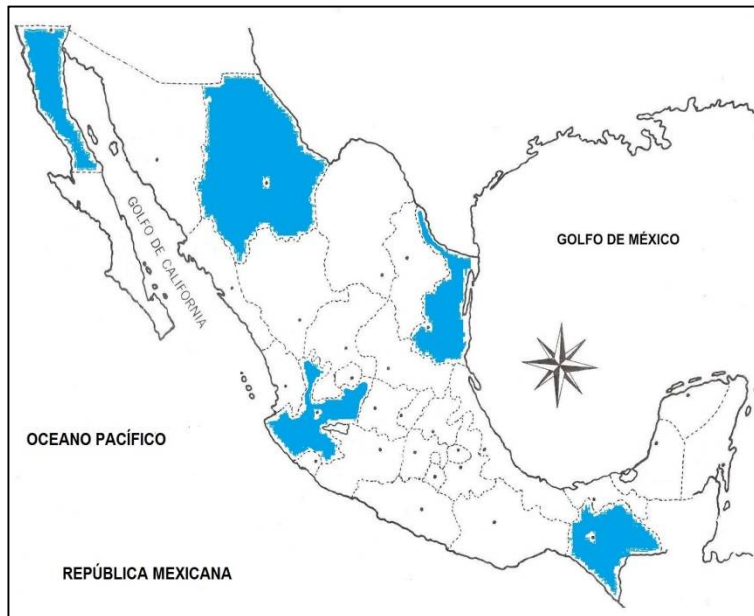 GOLFO DE CALIFORNIA
GOLFO DE MÉXICO
OCEANO PACÍFICO
REPÚBLICA MEXICANA